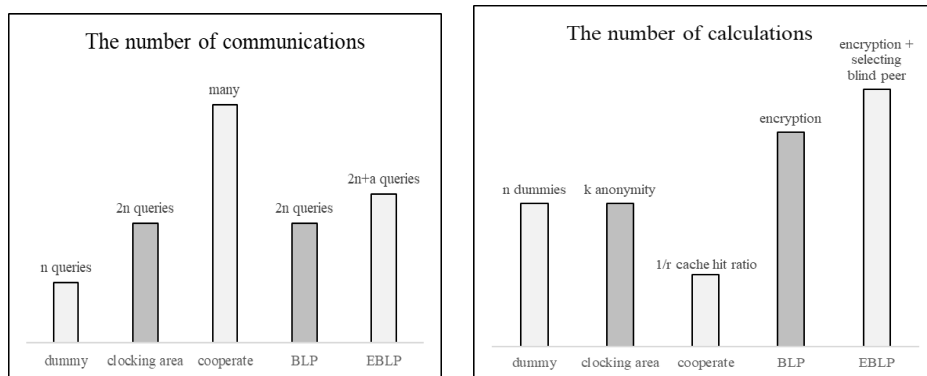 The number of communications
many
2n+a queries
2n queries
2n queries
n queries
dummy
clocking area
cooperate
BLP
EBLP
The number of calculations
encryption +
selecting
blind peer
encryption
n dummies
k anonymity
1/r cache hit ratio
dummy
clocking area
cooperate
BLP
EBLP